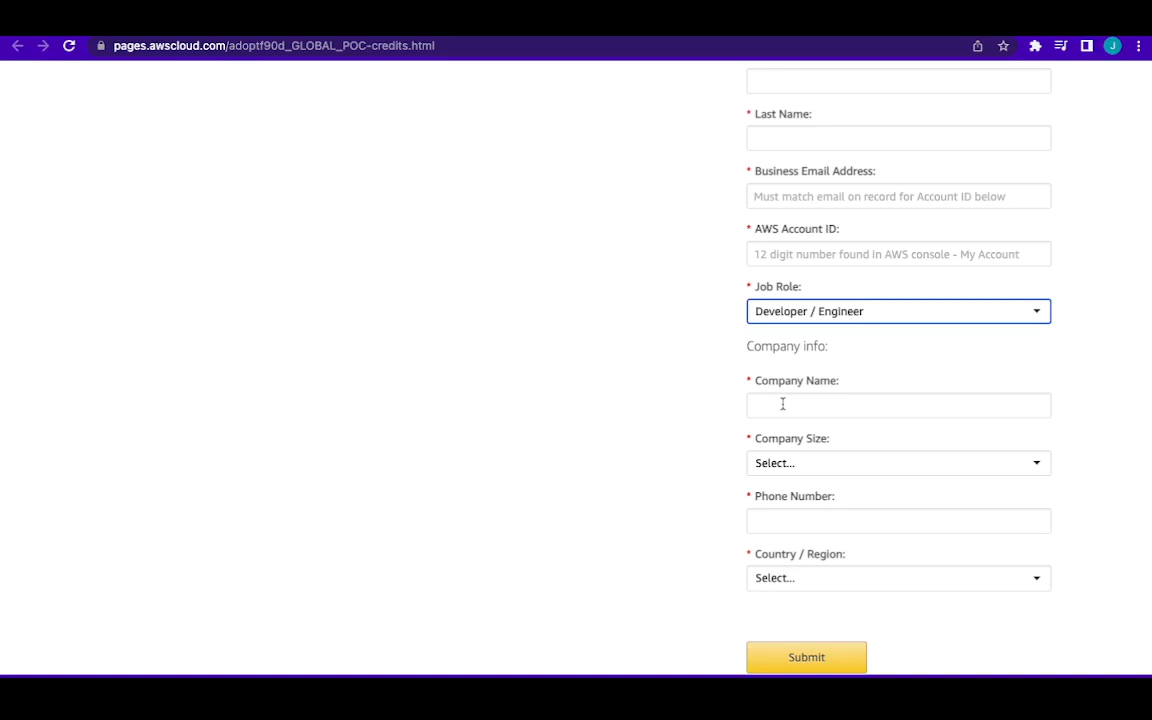 pages.awscloud.com/adoptf90d_GLOBAL_POC-credits.html
J
* Last Name:
* Business Email Address:
Must match email on record for Account ID below
* AWS Account ID:
12 digit number found in AWS console - My Account
* Job Role:
Developer / Engineer
Company info:
* Company Name:
* Company Size:
Select...
* Phone Number:
* Country / Region:
Select...
Submit